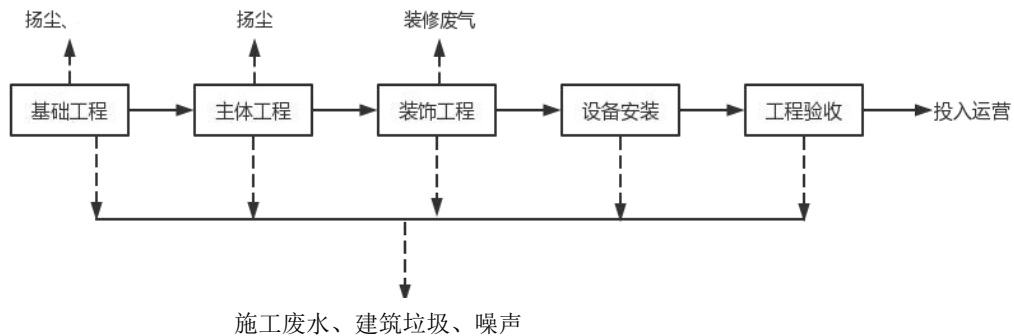 扬尘、
扬尘
装修废气
基础工程
主体工程
装饰工程
设备安装
工程验收
投入运营
施工废水、建筑垃圾、噪声